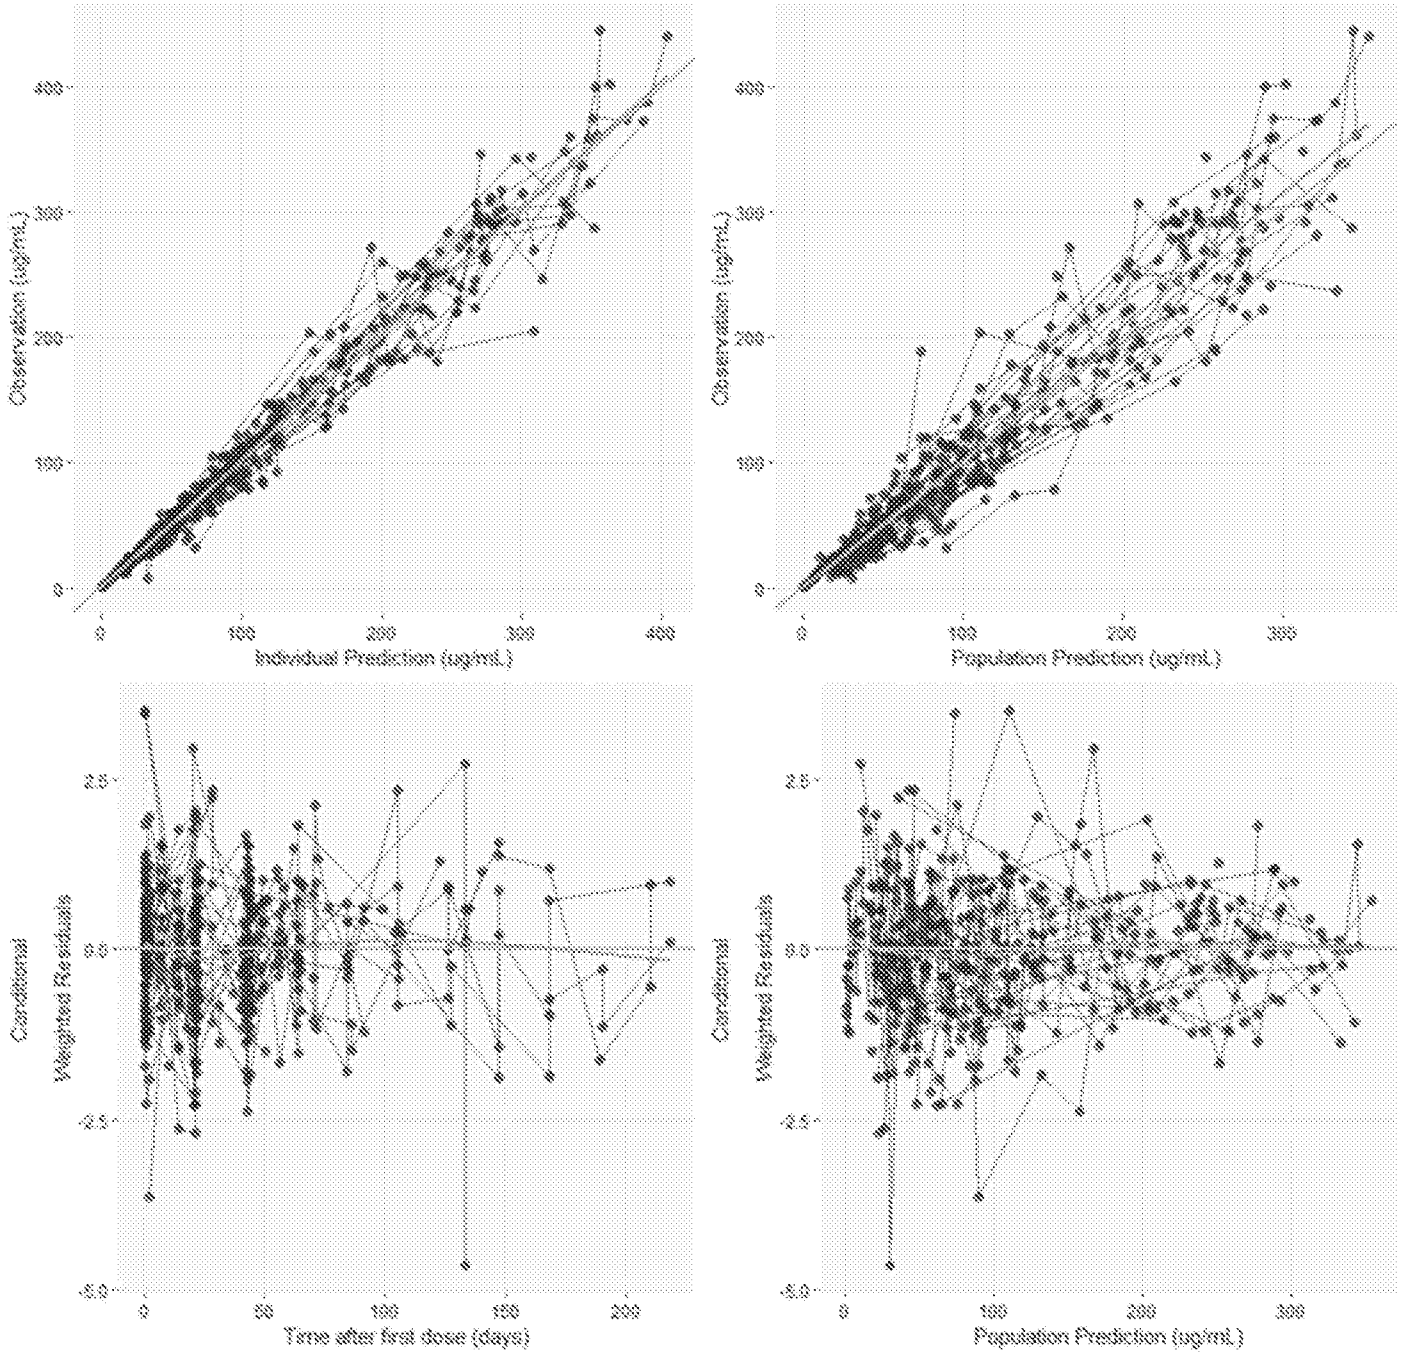 400
300
200
100
0
Observation (ug/mL)
0 100 200 300 400
Individual Prediction (ug/mL)
400
300
200
100
0
Observation (ug/mL)
0 100 200 300
Population Prediction (ug/mL)
2.5
0.0
-2.5
-5.0
Conditional
Weighted Residuals
0 50 100 150 200
Time after first dose (days)
2.5
0.0
-2.5
-5.0
Conditional
Weighted Residuals
0 100 200 300
Population Prediction (ug/mL)